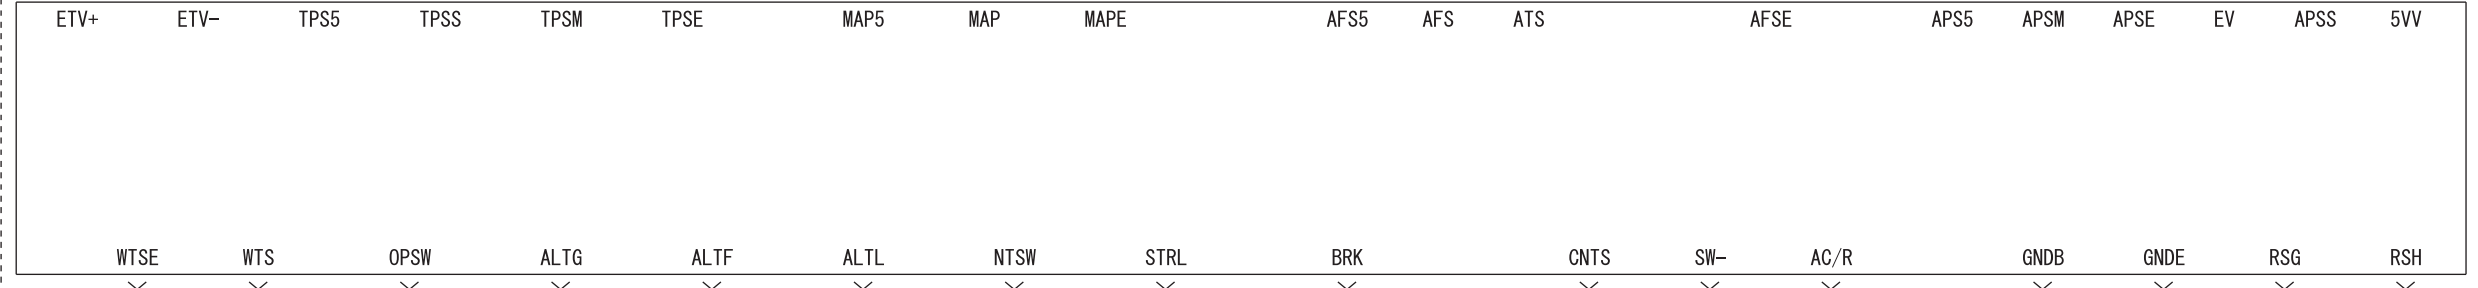 ETV+ ETV- TPS5 TPSS TPSM TPSE MAP5 MAP MAPE AFS5 AFS ATS AFSE APS5 APSM APSE EV APSS 5VV
WTSE WTS OPSW ALTG ALTF ALTL NTSW STRL BRK CNTS SW- AC/R GNDB GNDE RSG RSH